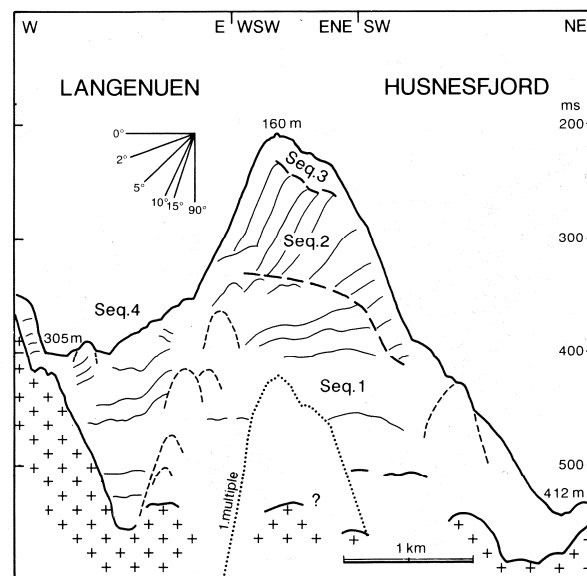 W
E
WSW
ENE
SW
NE
LANGENUEN
HUSNESFJORD
ms
160 m
200
0°
2°
5°
10°
15°
90°
Seq.3
Seq.2
300
Seq.4
305m
400
Seq.1
500
412 m
1.multiple
?
1 km